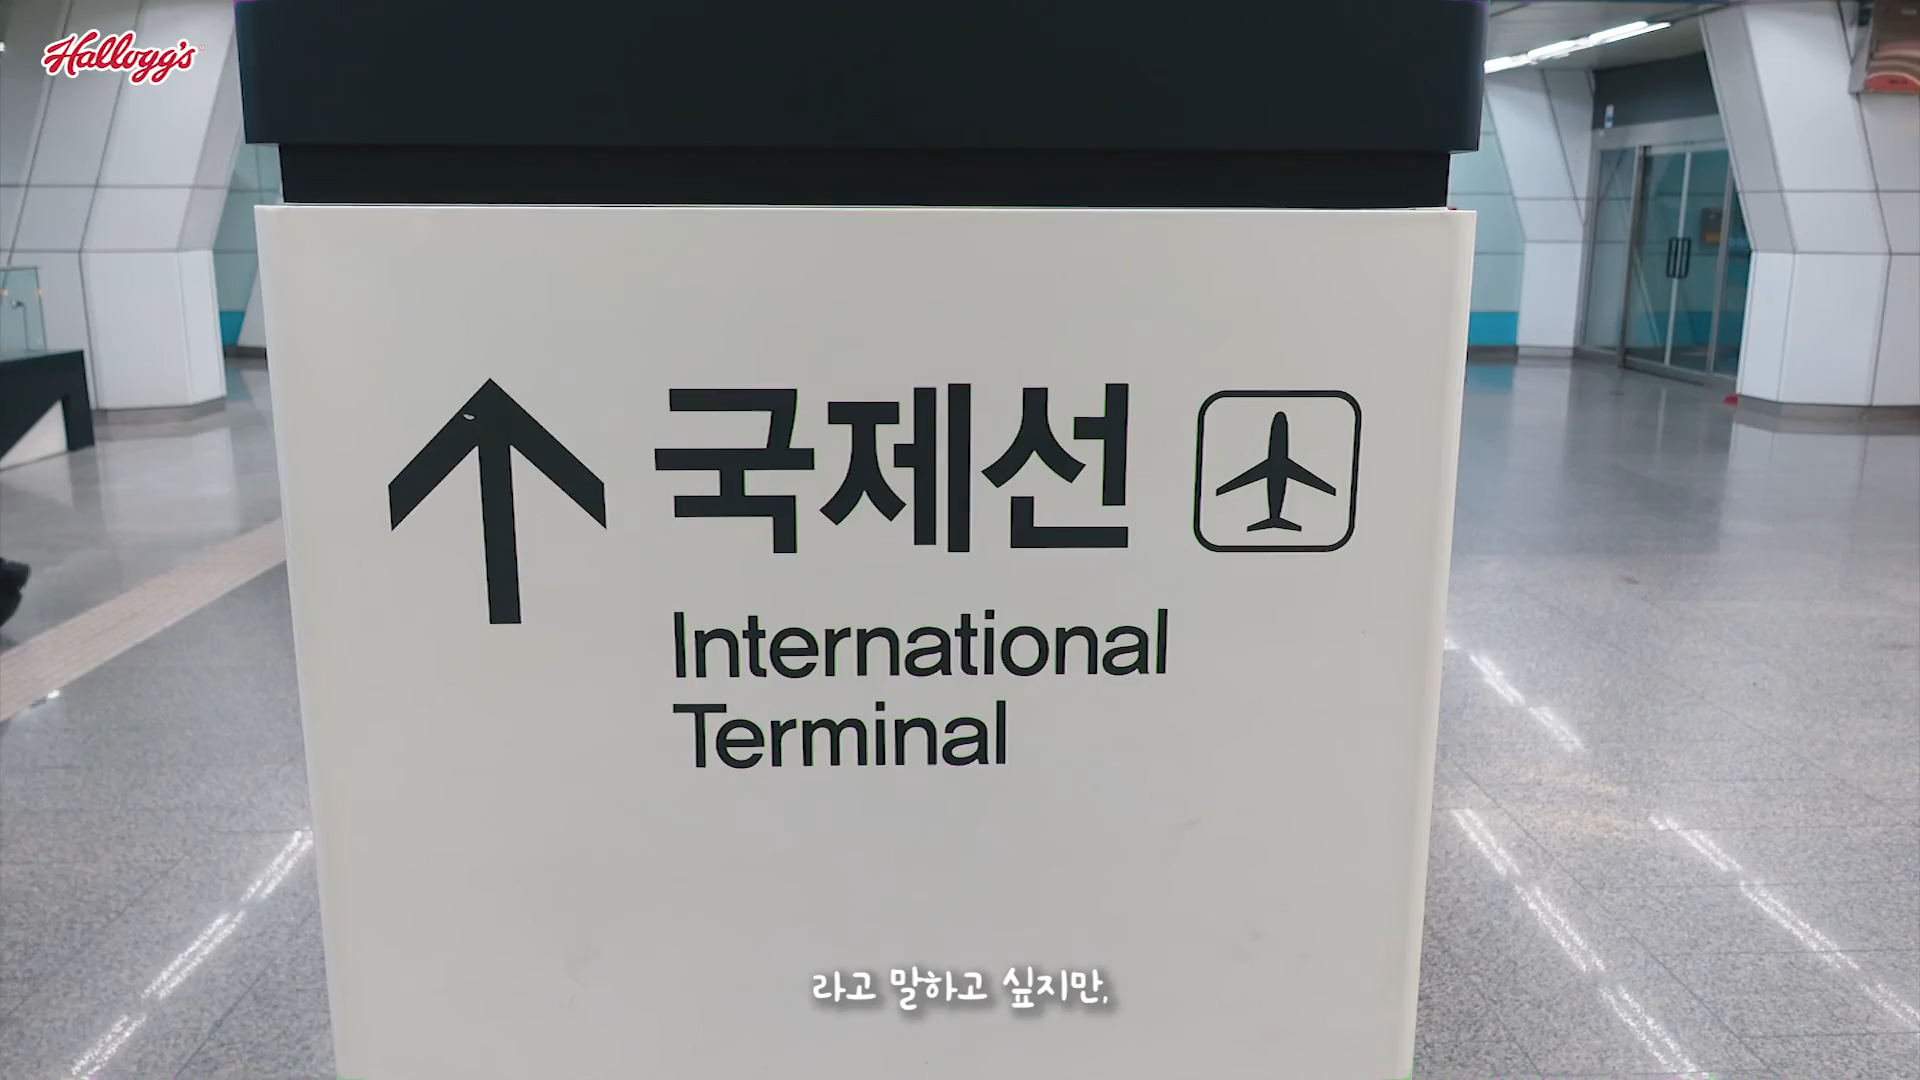 Hallogg's
국제선
International
Terminal
라고 말하고 싶지만,